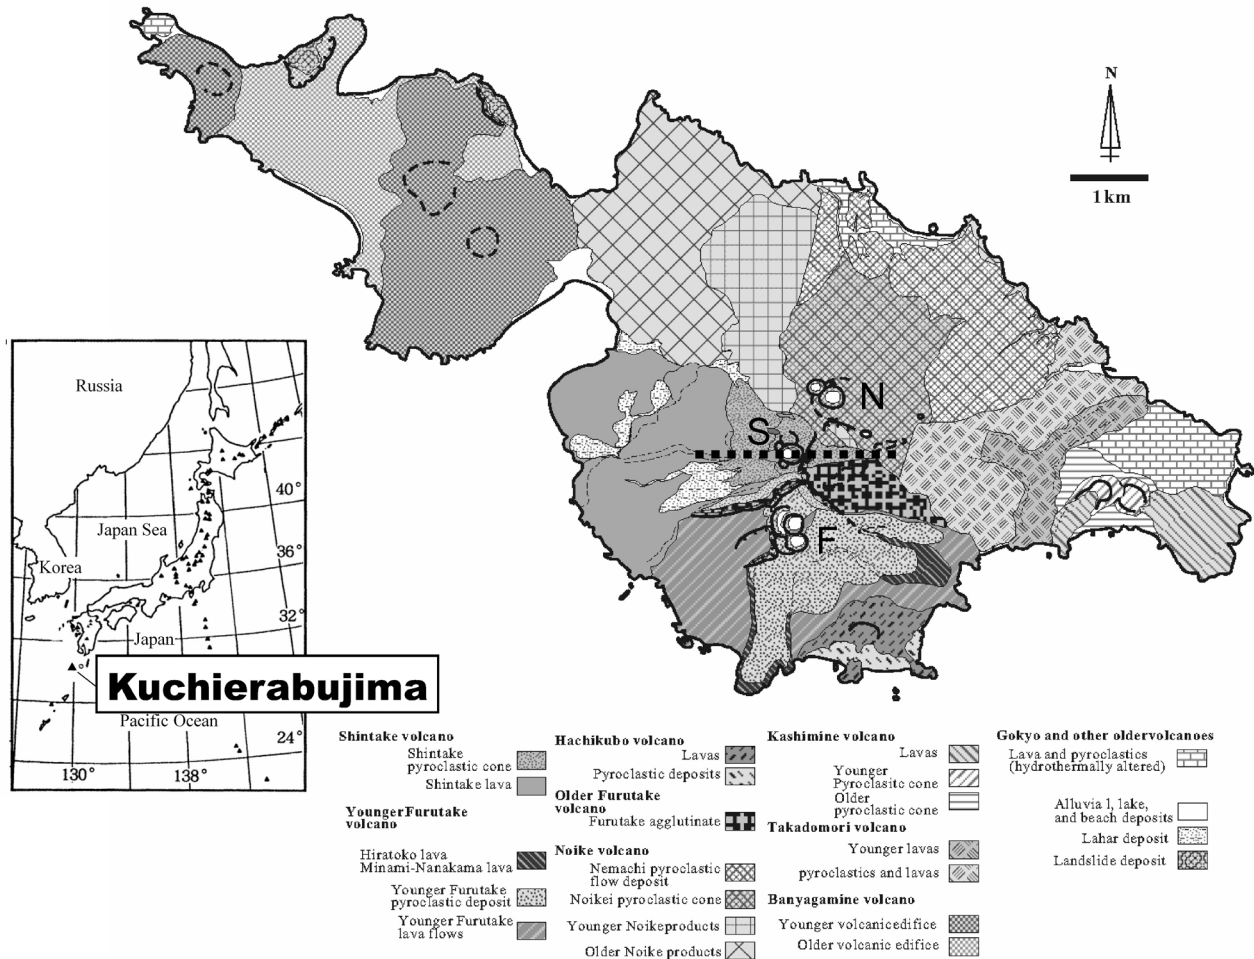 N
1km
N
S
F
Russia
40°
Japan Sea
36°
Korea
32°
Japan
Kuchierabujima
Pacific Ocean
24°
130°
138°
Shintake volcano
Shintake
pyroclastic cone
Shintake lava
YoungerFurutake
volcano
Hiratoko lava
Minami-Nanakama lava
Younger Furutake
pyroclastic deposit
Younger Furutake
lava flows
Hachikubo volcano
Lavas
Pyroclastic deposits
Older Furutake
volcano
Furutake agglutinate
Noike volcano
Nemachi pyroclastic
flow deposit
Noikei pyroclastic cone
Younger Noikeproducts
Older Noike products
Kashimine volcano
Lavas
Younger
Pyroclasitc cone
Older
pyroclastic cone
Takadomori volcano
Younger lavas
pyroclastics and lavas
Banyagamine volcano
Younger volcanicedifice
Older volcanic edifice
Gokyo and other oldervolcanoes
Lava and pyroclastics
(hydrothermally altered)
Alluvia l, lake,
and beach deposits
Lahar deposit
Landslide deposit